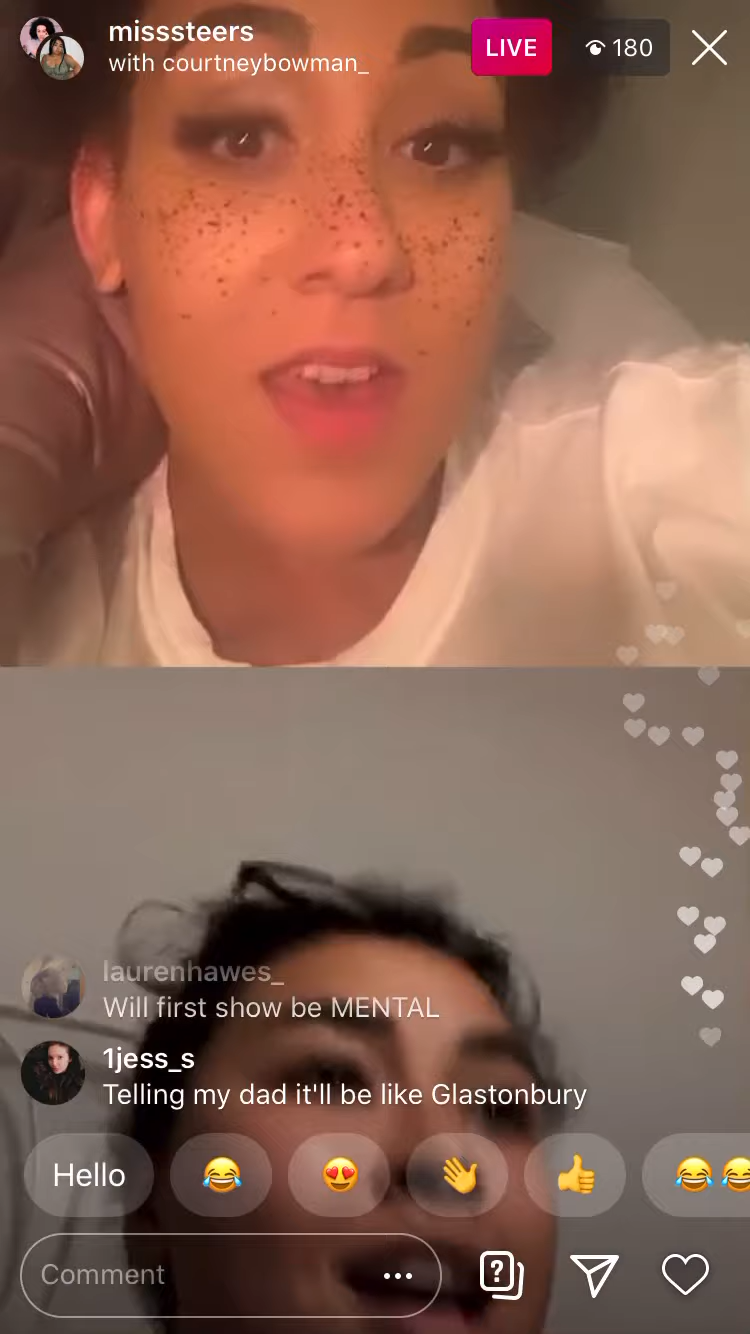 misssteers
with courtneybowman_
LIVE
180
laurenhawes_
Will first show be MENTAL
1jess_s
Telling my dad it'll be like Glastonbury
Hello
Comment